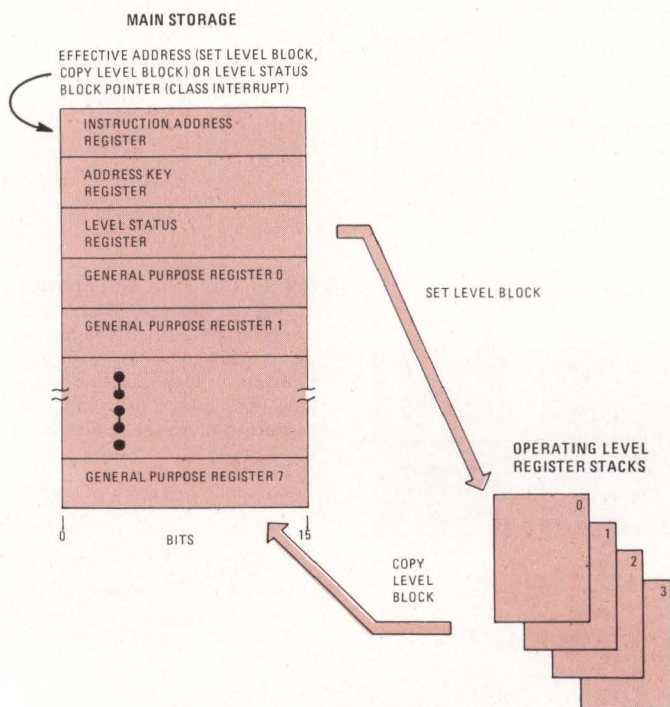 MAIN STORAGE
EFFECTIVE ADDRESS (SET LEVEL BLOCK,
COPY LEVEL BLOCK) OR LEVEL STATUS
BLOCK POINTER (CLASS INTERRUPT)
INSTRUCTION ADDRESS
REGISTER
ADDRESS KEY
REGISTER
LEVEL STATUS
REGISTER
GENERAL PURPOSE REGISTER 0
GENERAL PURPOSE REGISTER 1
GENERAL PURPOSE REGISTER 7
0
BITS
15
SET LEVEL BLOCK
COPY
LEVEL
BLOCK
OPERATING LEVEL
REGISTER STACKS
0
1
2
3